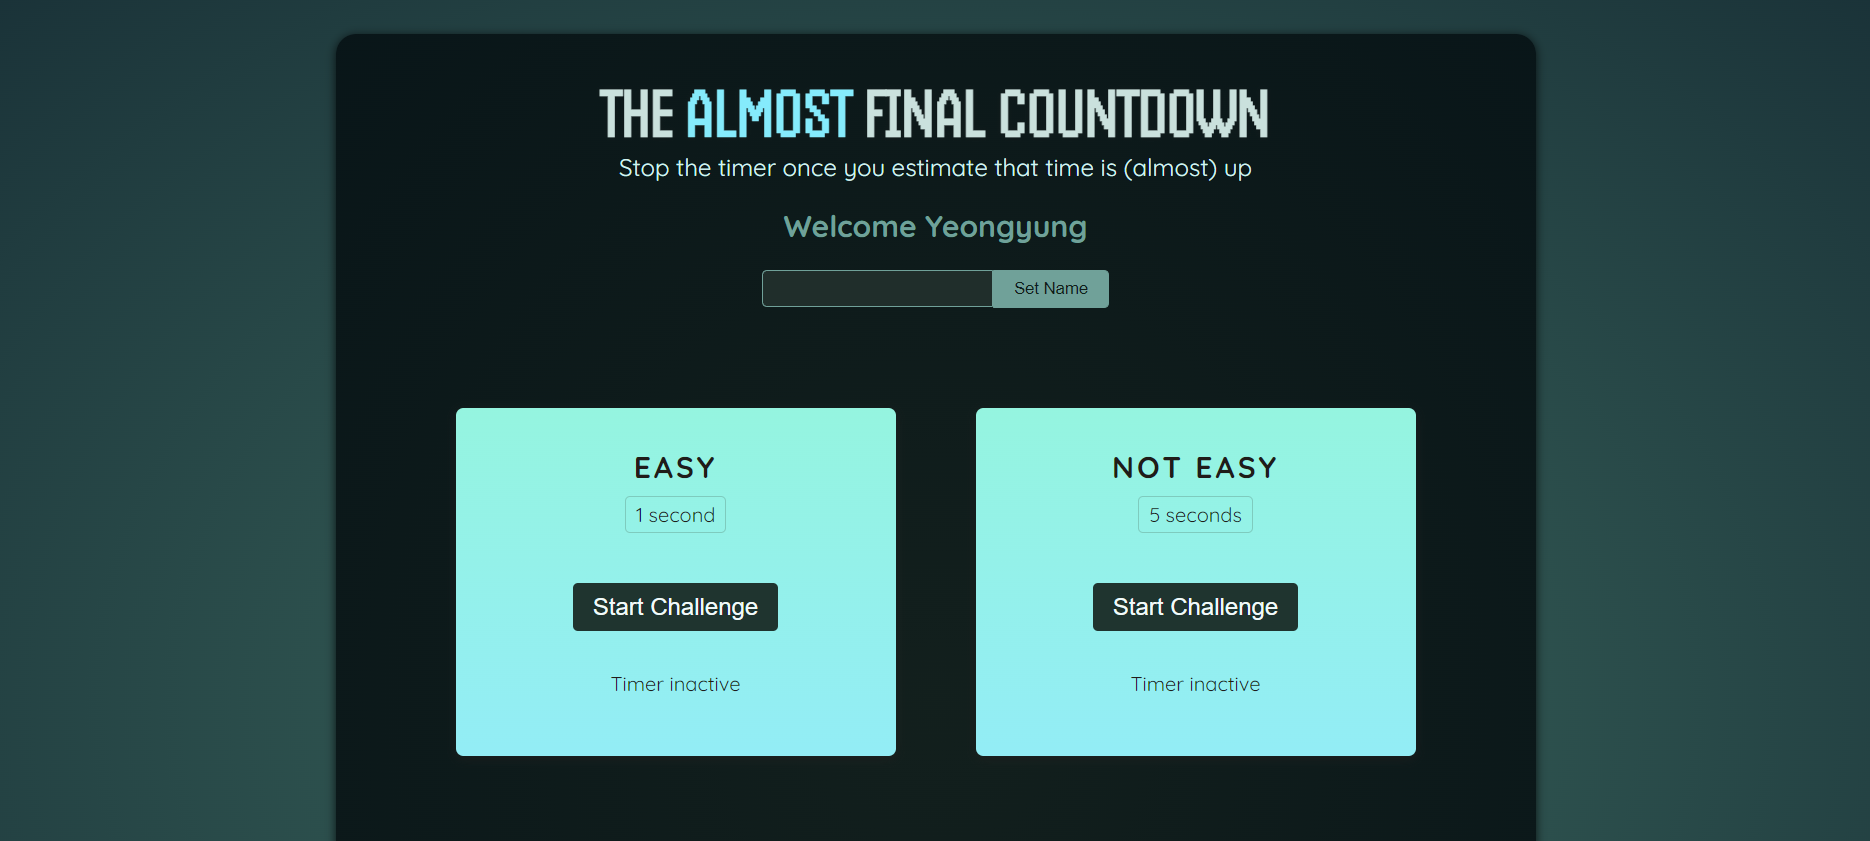 THE ALMOST FINAL COUNTDOWN
Stop the timer once you estimate that time is (almost) up
Welcome Yeongyung
Set Name
EASY
1 second
Start Challenge
Timer inactive
NOT EASY
5 seconds
Start Challenge
Timer inactive